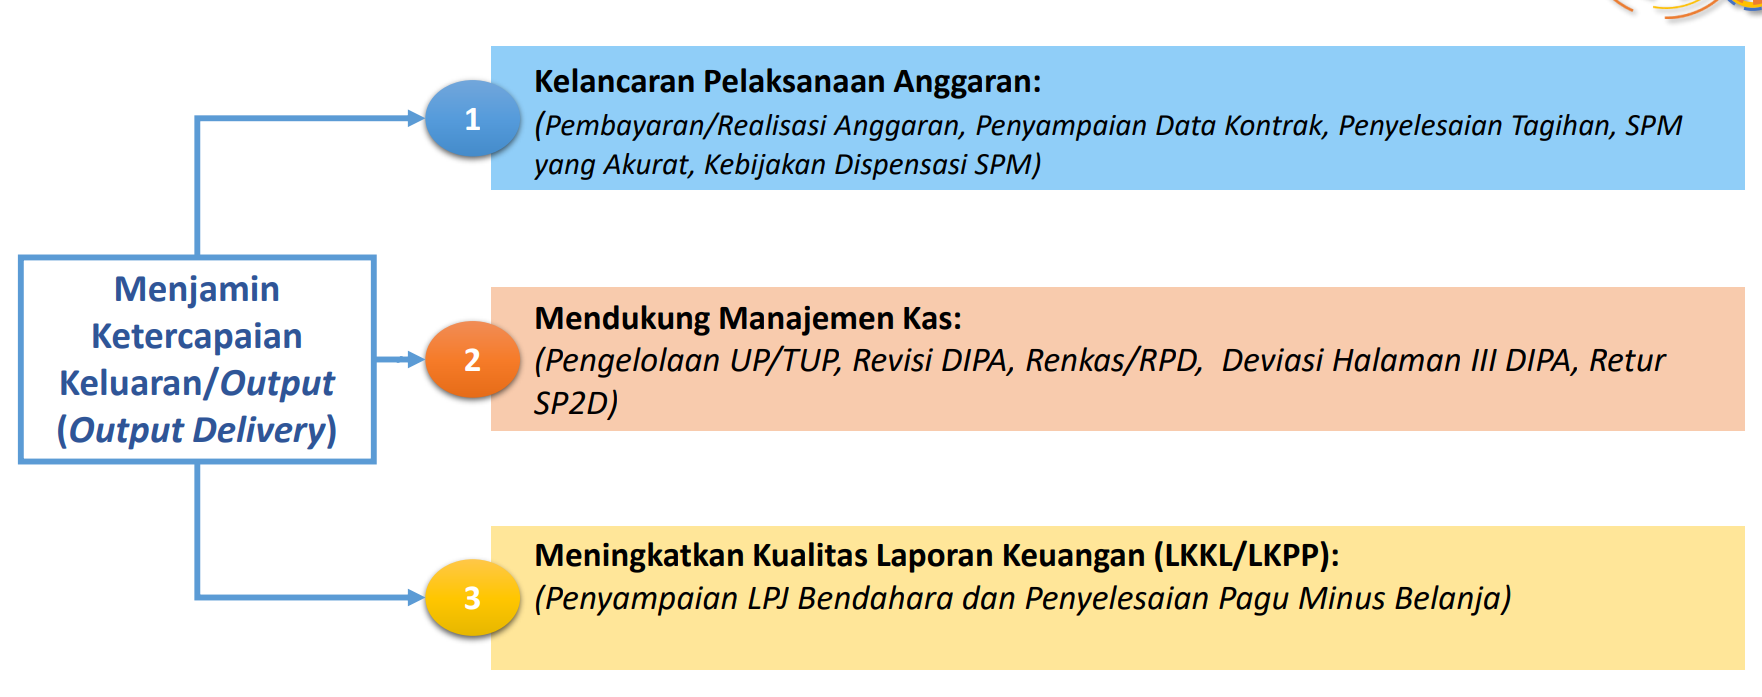 1
Kelancaran Pelaksanaan Anggaran:
(Pembayaran/Realisasi Anggaran, Penyampaian Data Kontrak, Penyelesaian Tagihan, SPM
yang Akurat, Kebijakan Dispensasi SPM)
Menjamin
Ketercapaian
Keluaran/Output
(Output Delivery)
2
Mendukung Manajemen Kas:
(Pengelolaan UP/TUP, Revisi DIPA, Renkas/RPD, Deviasi Halaman III DIPA, Retur
SP2D)
3
Meningkatkan Kualitas Laporan Keuangan (LKKL/LKPP):
(Penyampaian LPJ Bendahara dan Penyelesaian Pagu Minus Belanja)